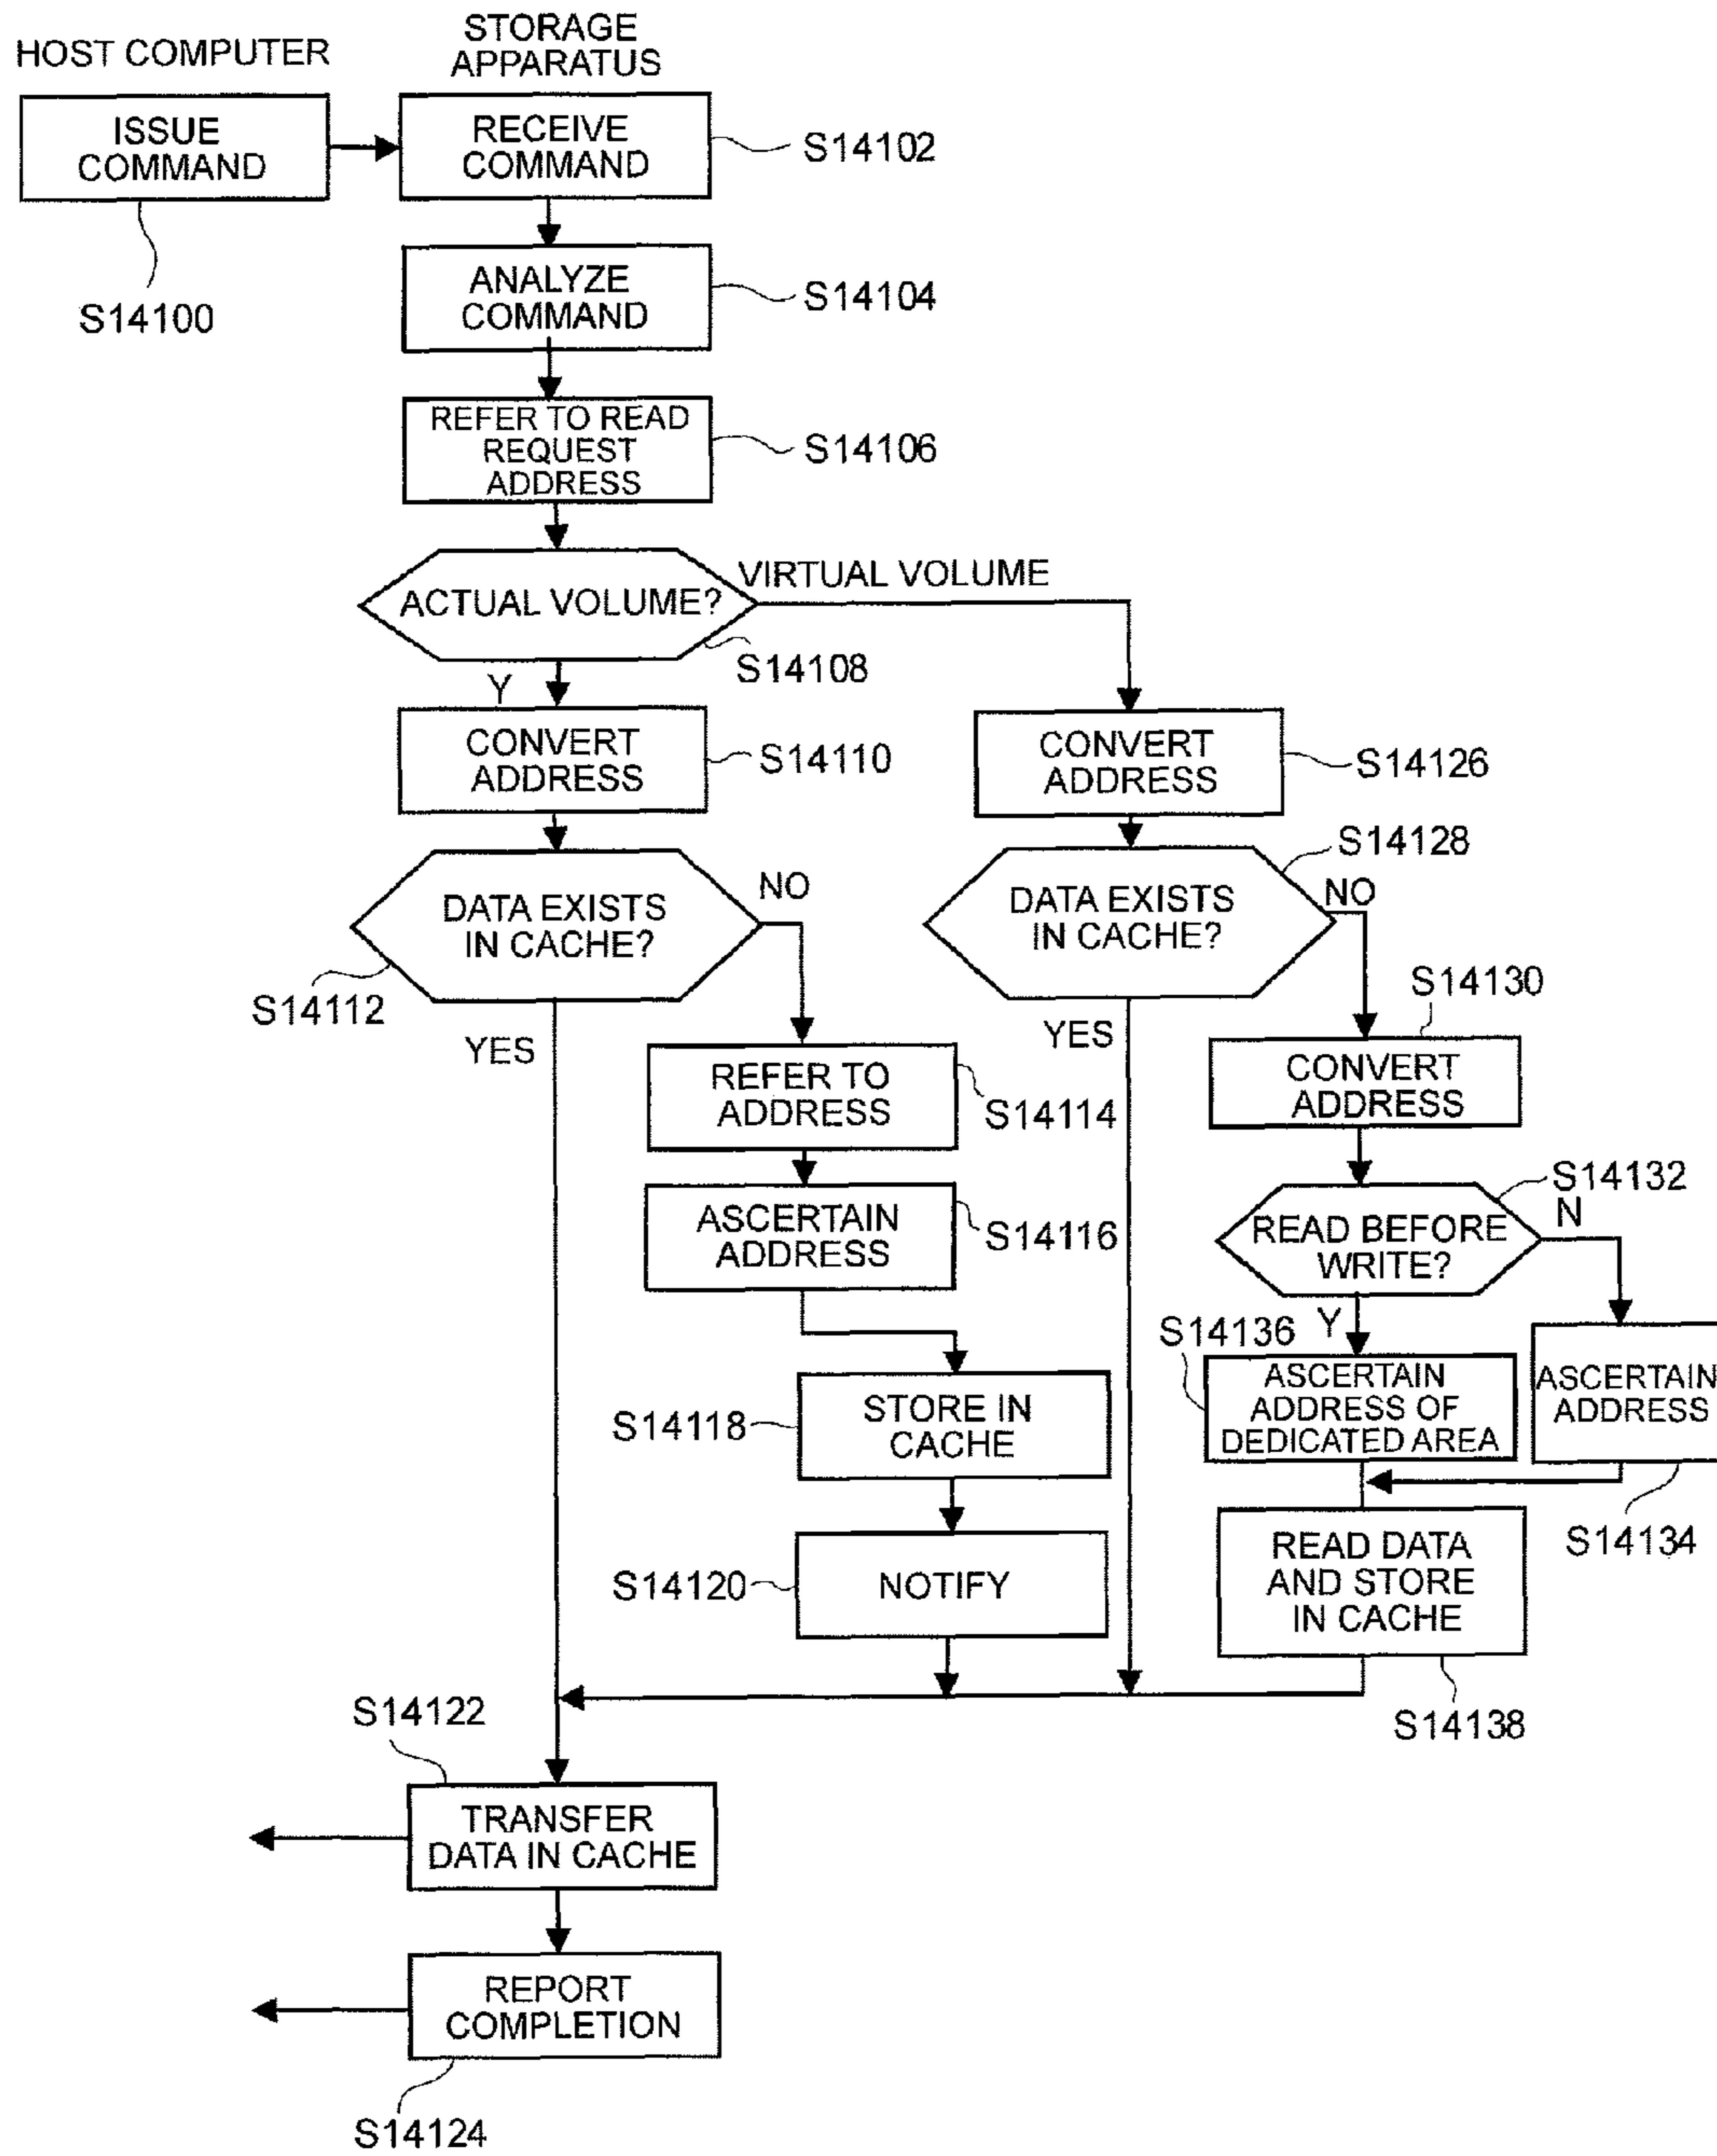 HOST COMPUTER
STORAGE
APPARATUS
ISSUE
COMMAND
RECEIVE
COMMAND
S14102
S14100
ANALYZE
COMMAND
S14104
REFER TO READ
REQUEST
ADDRESS
S14106
ACTUAL VOLUME?
VIRTUAL VOLUME
S14108
Y
CONVERT
ADDRESS
S14110
CONVERT
ADDRESS
S14126
DATA EXISTS
IN CACHE?
NO
S14112
YES
S14128
DATA EXISTS
IN CACHE?
NO
YES
REFER TO
ADDRESS
S14114
S14130
CONVERT
ADDRESS
ASCERTAIN
ADDRESS
S14116
S14132
READ BEFORE
WRITE?
N
Y
S14136
ASCERTAIN
ADDRESS OF
DEDICATED AREA
ASCERTAIN
ADDRESS
S14134
S14118
STORE IN
CACHE
S14120
NOTIFY
READ DATA
AND STORE
IN CACHE
S14138
S14122
TRANSFER
DATA IN CACHE
REPORT
COMPLETION
S14124